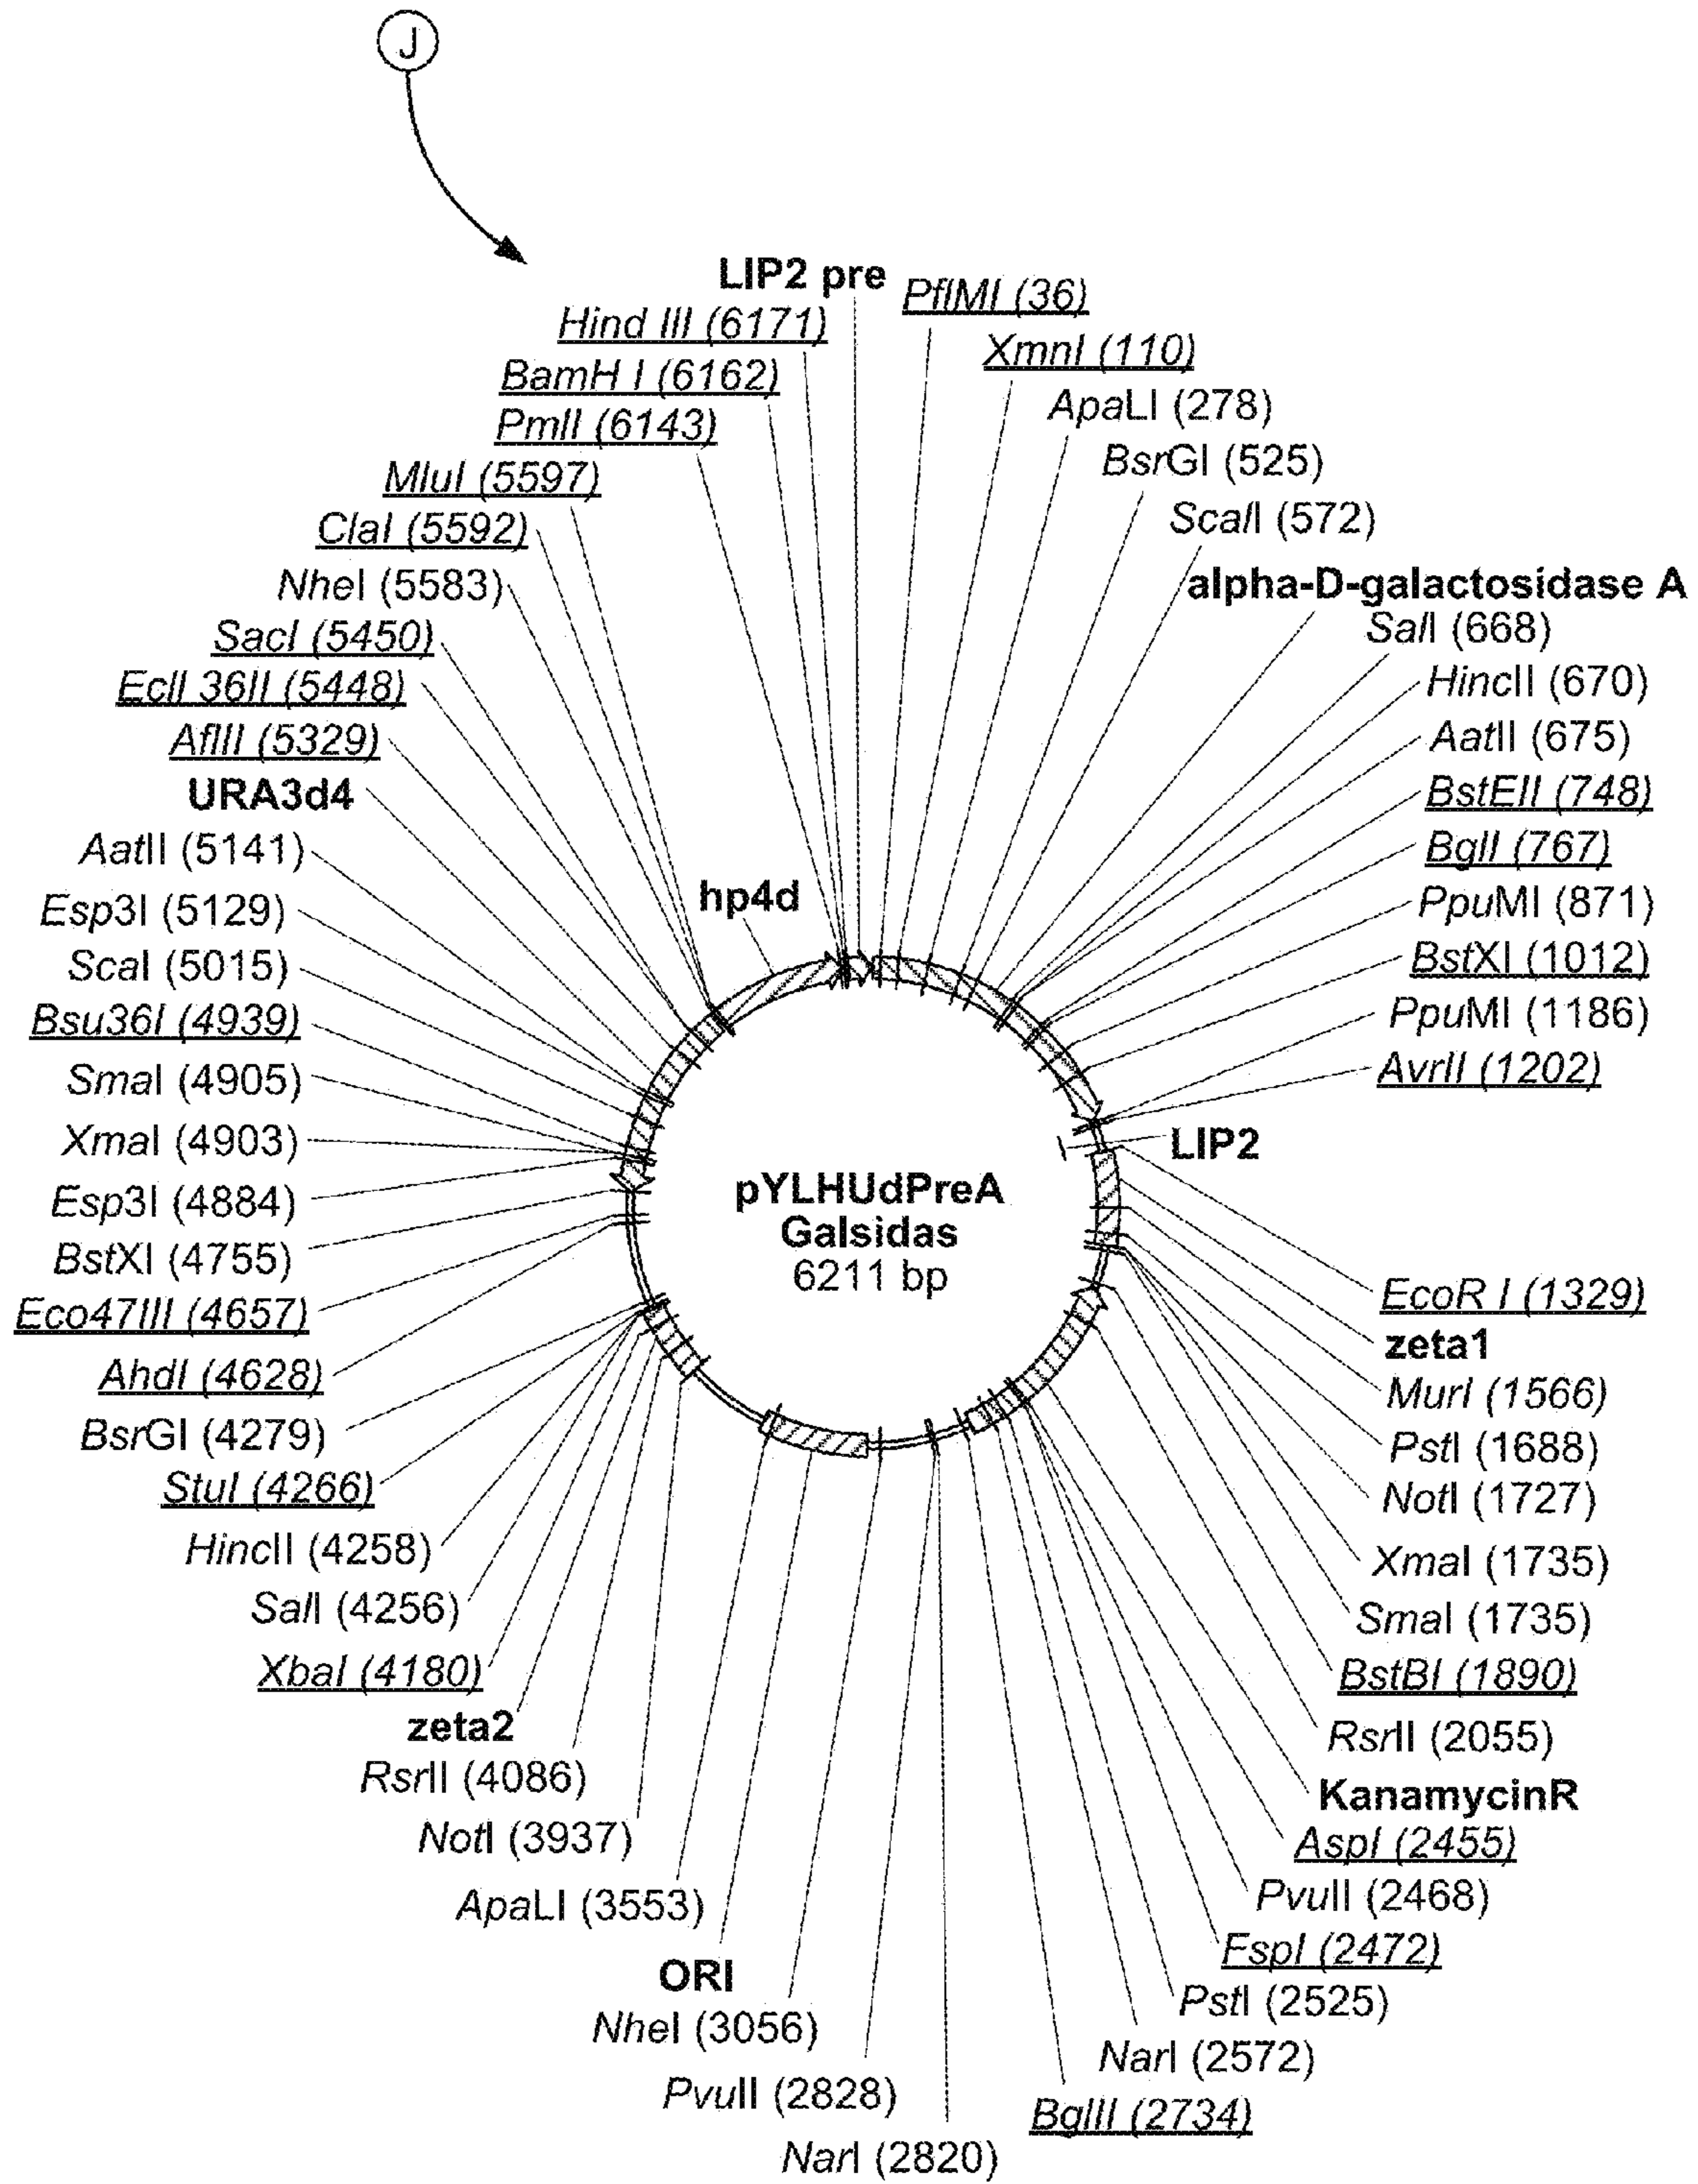 J
LIP2 pre
PflMI (36)
Hind III (6171)
XmnI (110)
BamH I (6162)
ApaLI (278)
PmlI (6143)
BsrGI (525)
MluI (5597)
ScaI (572)
ClaI (5592)
alpha-D-galactosidase A
NheI (5583)
SalI (668)
SacI (5450)
HincII (670)
Ecll 36II (5448)
AatII (675)
AflII (5329)
BstEII (748)
URA3d4
BglI (767)
AatII (5141)
hp4d
PpuMI (871)
Esp3I (5129)
BstXI (1012)
ScaI (5015)
PpuMI (1186)
Bsu36I (4939)
AvrII (1202)
SmaI (4905)
XmaI (4903)
LIP2
Esp3I (4884)
pYLHUdPreA
Galsidas
6211 bp
BstXI (4755)
EcoR I (1329)
Eco47III (4657)
zeta1
AhdI (4628)
MurI (1566)
BsrGI (4279)
PstI (1688)
StuI (4266)
NotI (1727)
HincII (4258)
XmaI (1735)
SalI (4256)
SmaI (1735)
XbaI (4180)
BstBI (1890)
zeta2
RsrII (2055)
RsrII (4086)
KanamycinR
NotI (3937)
AspI (2455)
ApaLI (3553)
PvuII (2468)
ORI
FspI (2472)
NheI (3056)
PstI (2525)
PvuII (2828)
NarI (2572)
NarI (2820)
BglII (2734)